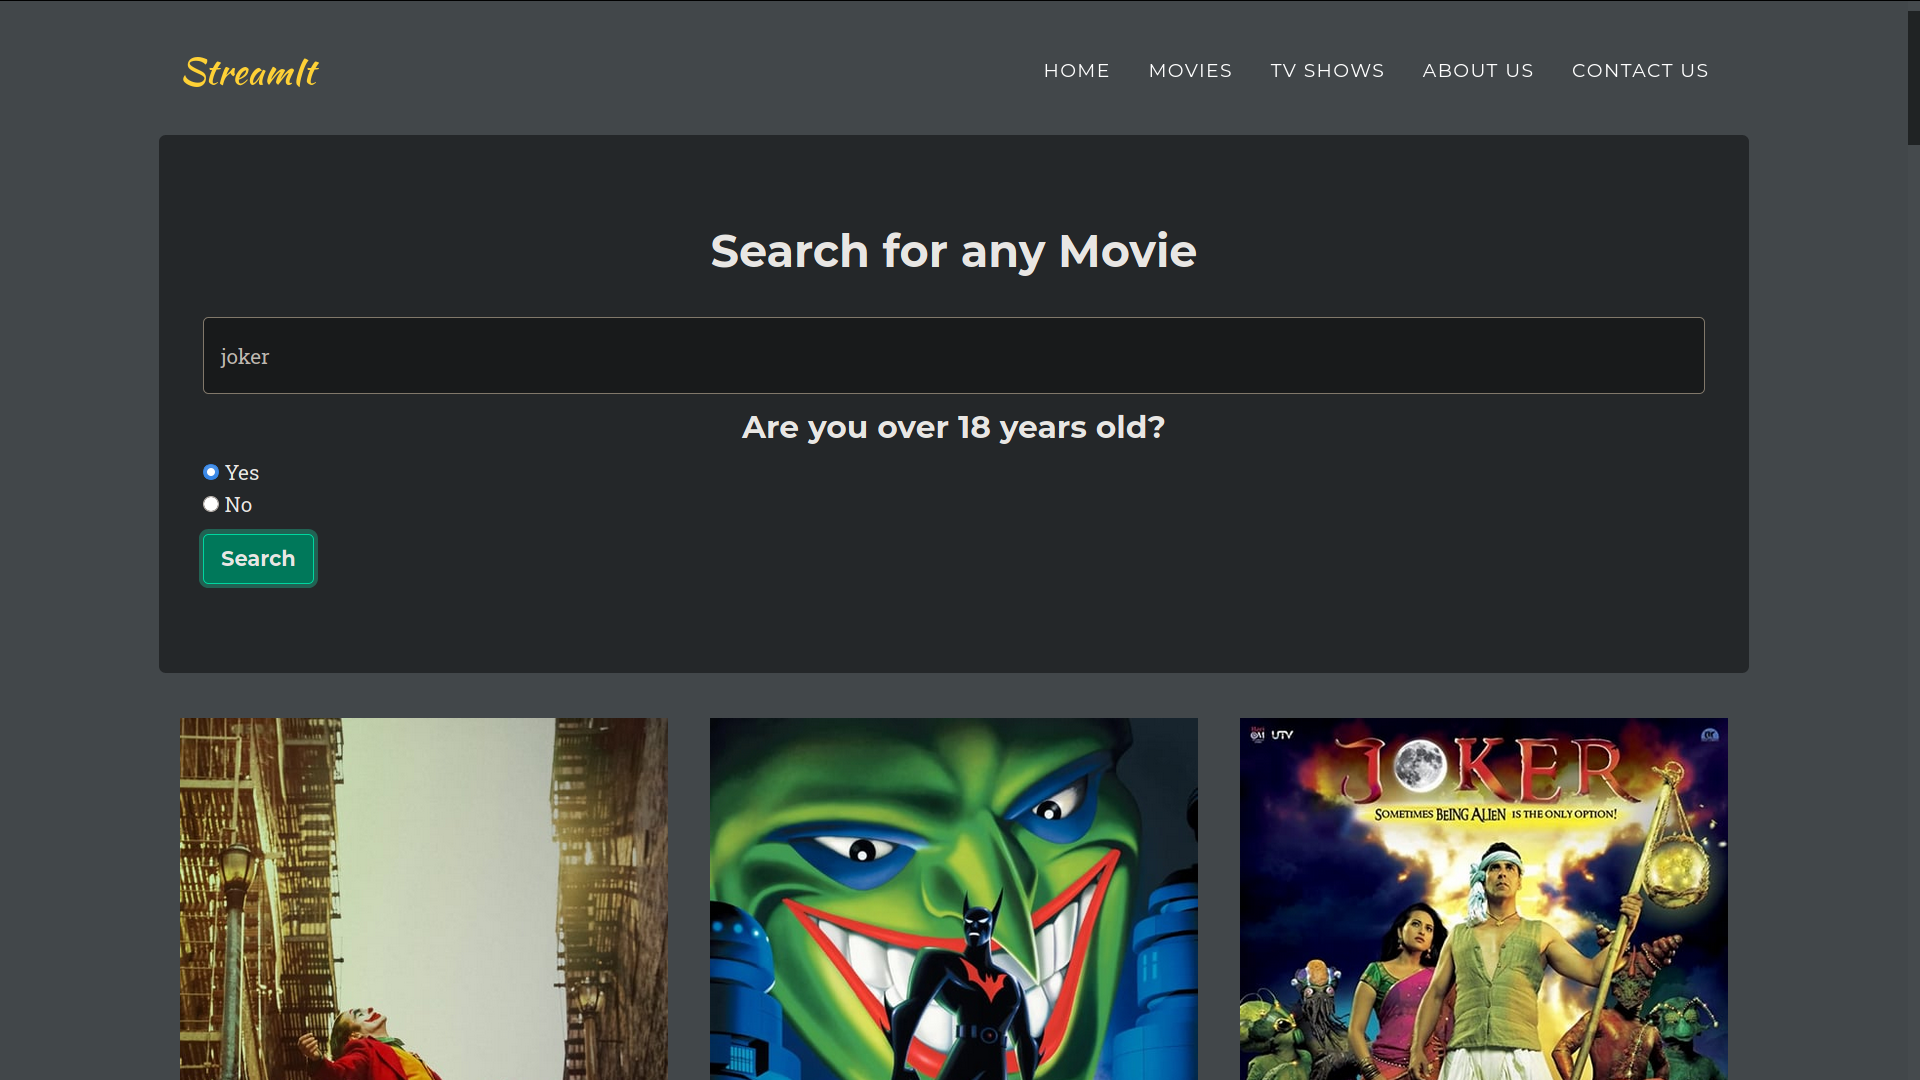 StreamIt
HOME MOVIES TV SHOWS ABOUT US CONTACT US
Search for any Movie
joker
Are you over 18 years old?
Yes
No
Search
UTV
JOKER
SOMETIMES BEING ALIEN IS THE ONLY OPTION!